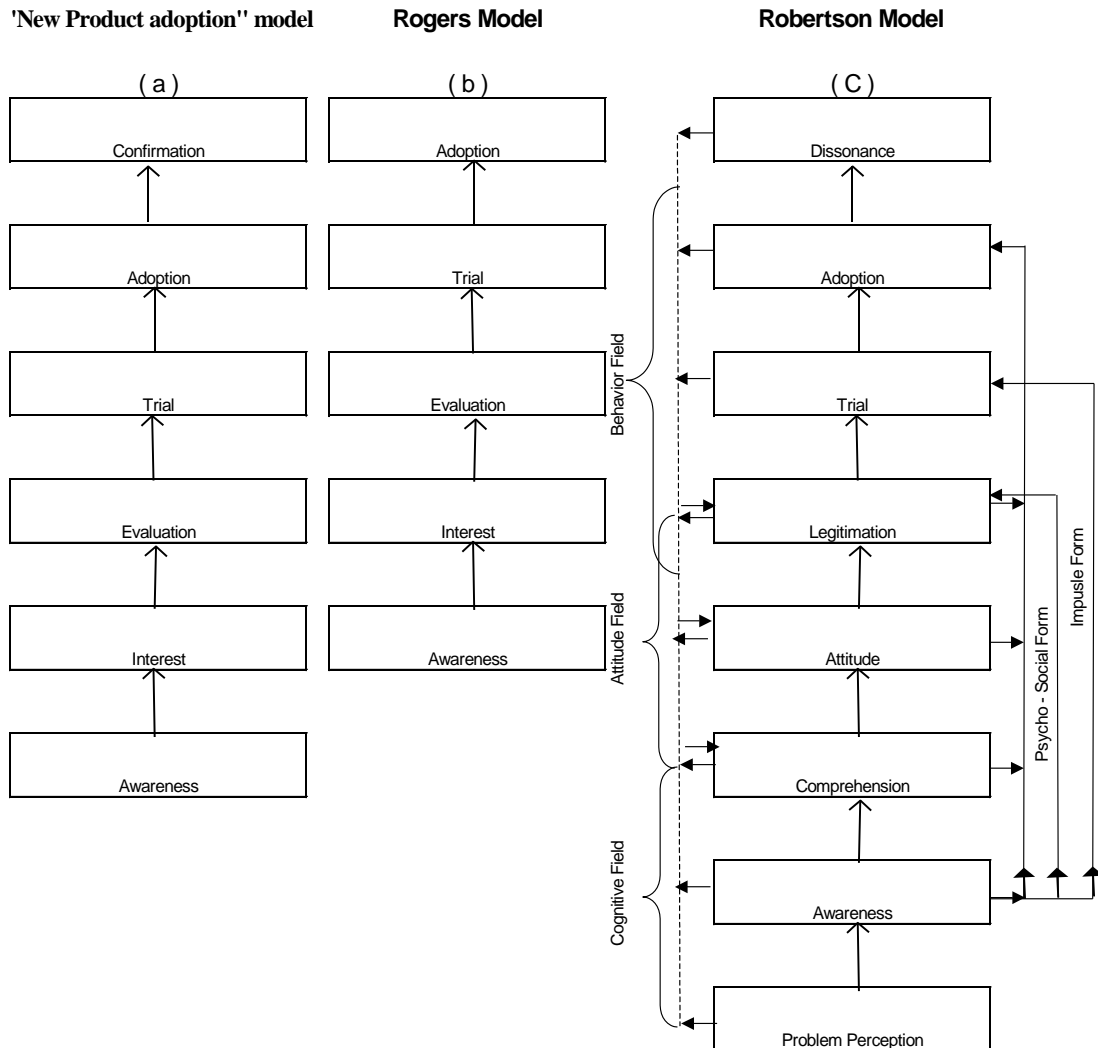 'New Product adoption" model
Rogers Model
Robertson Model
( a )
( b )
( C )
Confirmation
Adoption
Trial
Evaluation
Interest
Awareness
Adoption
Trial
Evaluation
Interest
Awareness
Behavior Field
Attitude Field
Cognitive Field
Dissonance
Adoption
Trial
Legitimation
Attitude
Comprehension
Awareness
Problem Perception
Psycho - Social Form
Impusle Form